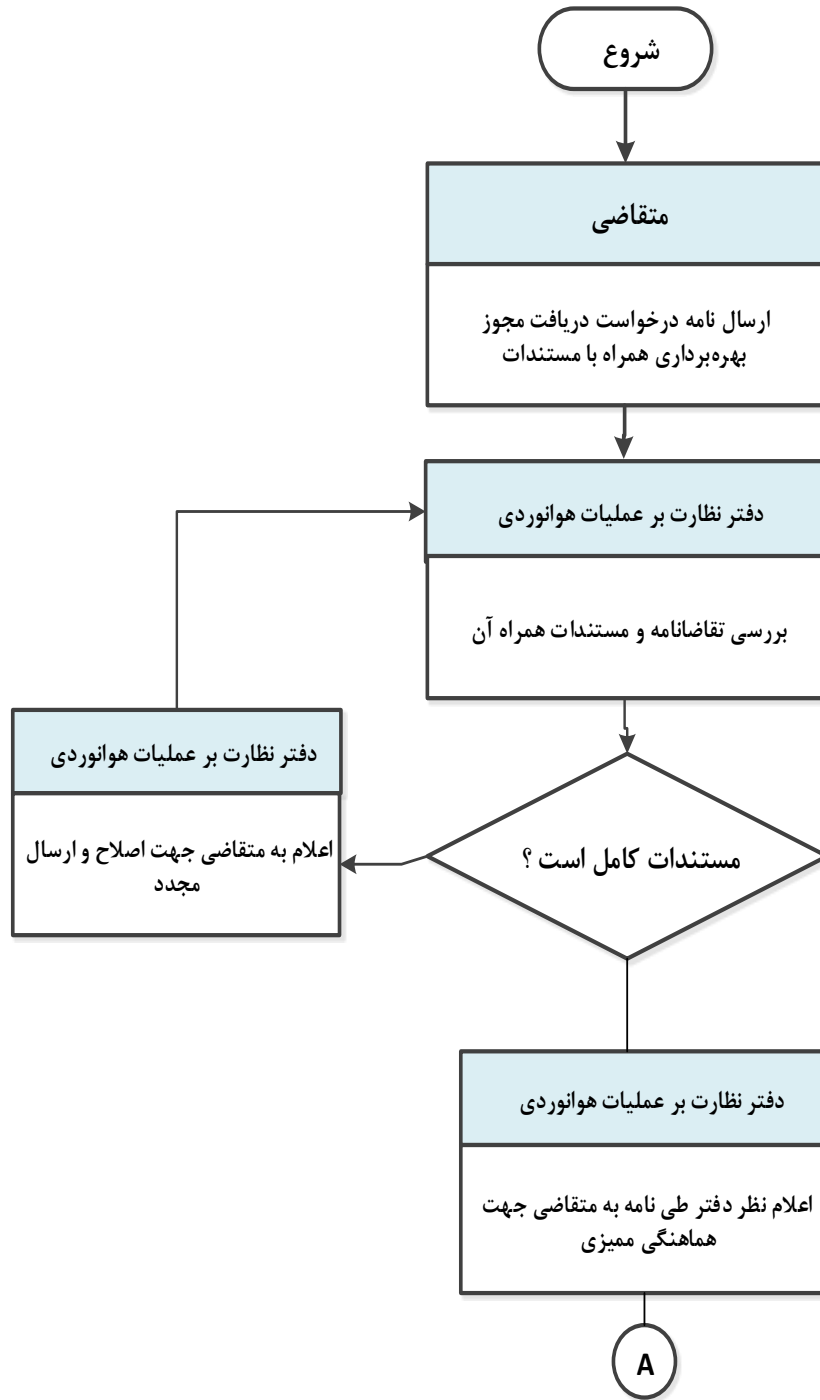 شروع
متقاضی
ارسال نامه درخواست دریافت مجوز
بهره‌برداری همراه با مستندات
دفتر نظارت بر عملیات هوانوردی
بررسی تقاضانامه و مستندات همراه آن
مستندات کامل است ؟
دفتر نظارت بر عملیات هوانوردی
اعلام به متقاضی جهت اصلاح و ارسال
مجدد
دفتر نظارت بر عملیات هوانوردی
اعلام نظر دفتر طی نامه به متقاضی جهت
هماهنگی ممیزی
A